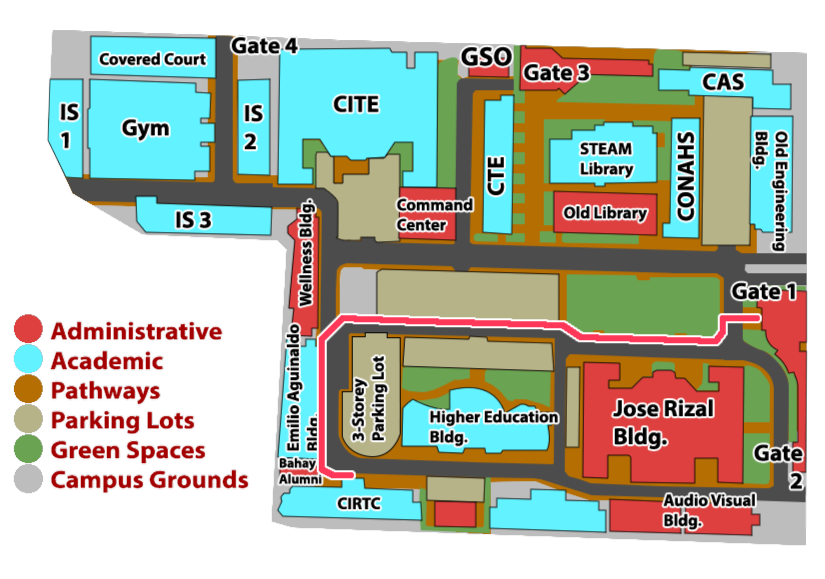 Gate 4
GSO
Covered Court
Gate 3
CAS
IS
1
Gym
IS
2
CITE
CTE
STEAM
Library
CONAHS
Old Engineering
Bldg.
Command
Center
Old Library
IS 3
Wellness Bldg.
Gate 1
Administrative
Academic
Pathways
Parking Lots
Green Spaces
Campus Grounds
Emilio Aguinaldo
Bldg.
3-Storey
Parking Lot
Higher Education
Bldg.
Jose Rizal
Bldg.
Gate
2
Bahay
Alumni
CIRTC
Audio Visual
Bldg.